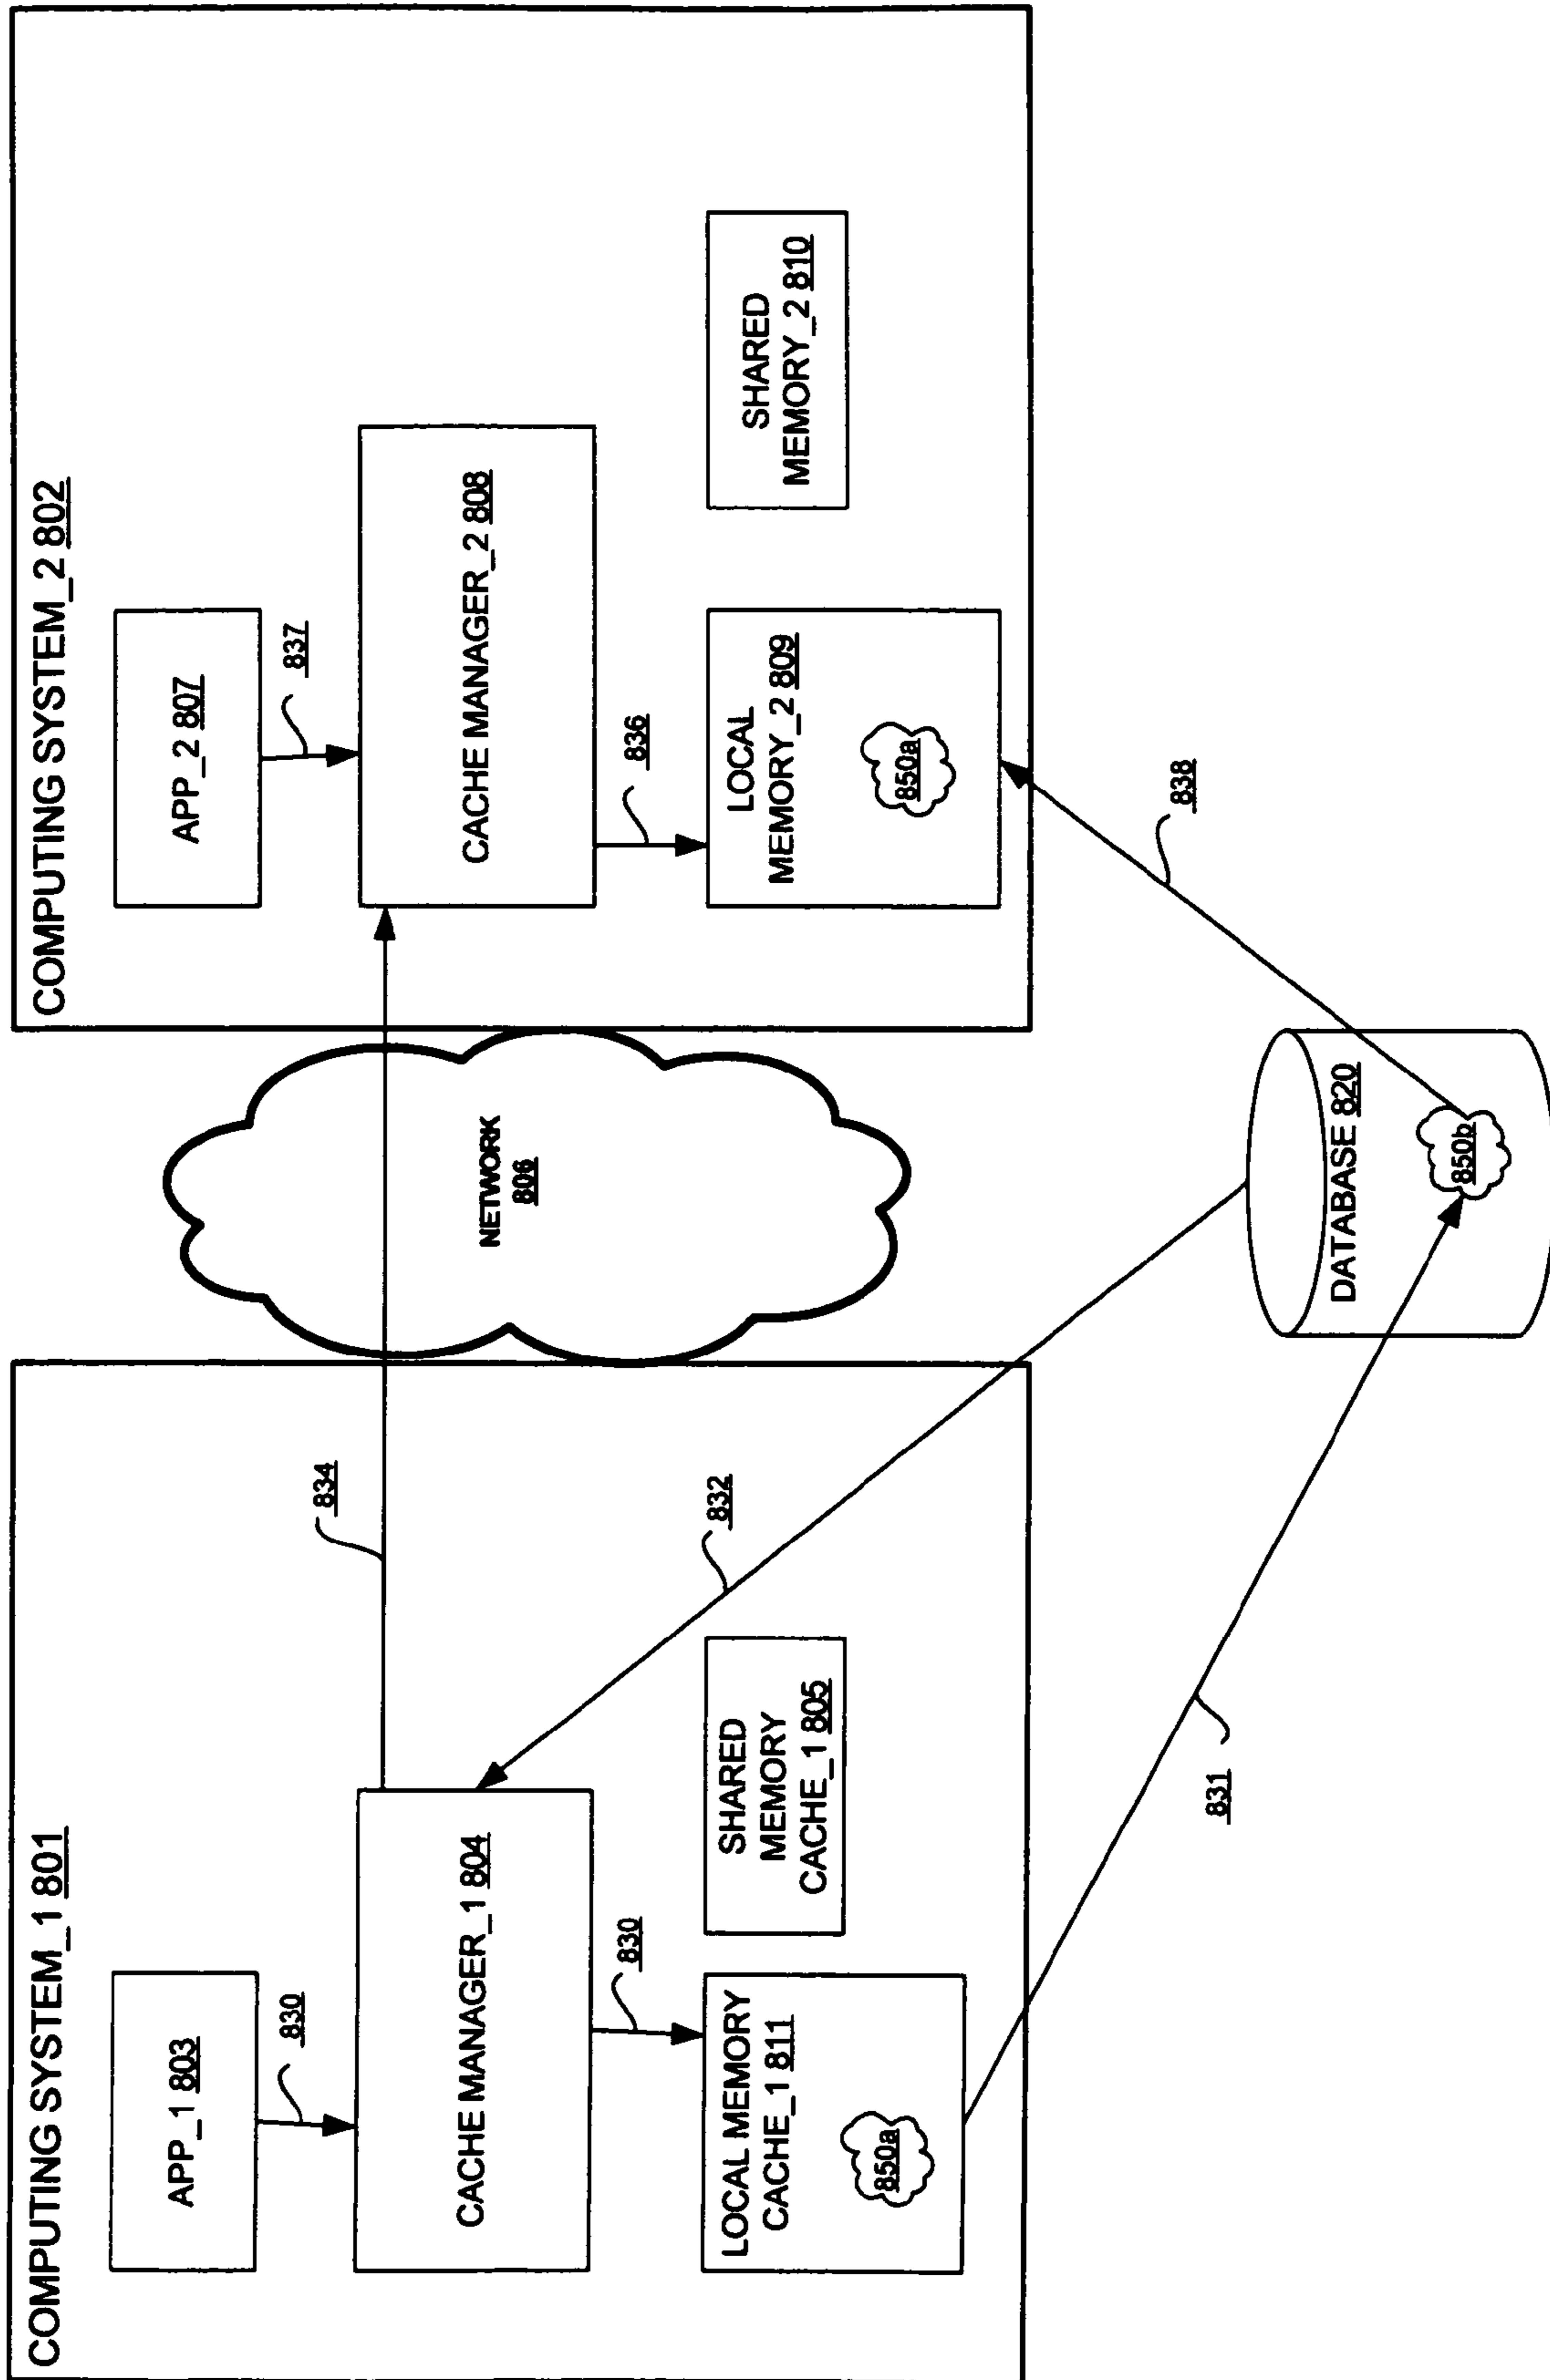 COMPUTING SYSTEM_1 801
APP_1 803
830
CACHE MANAGER_1 804
830
LOCAL MEMORY
CACHE_1 811
850a
SHARED
MEMORY
CACHE_1 805
834
832
831
NETWORK
806
COMPUTING SYSTEM_2 802
APP_2 807
837
CACHE MANAGER_2 808
836
LOCAL
MEMORY_2 809
850a
SHARED
MEMORY_2 810
838
DATABASE 820
850b